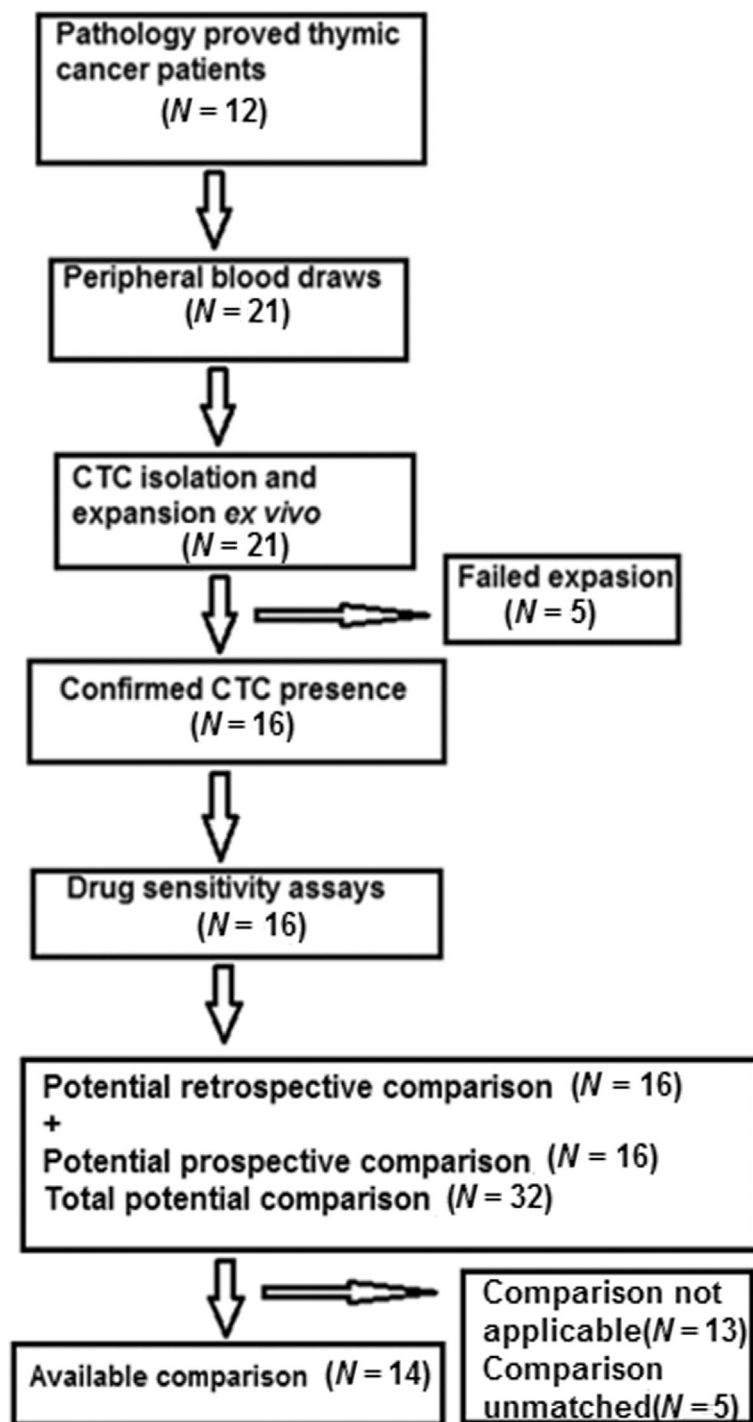 Pathology proved thymic
cancer patients
(N = 12)
Peripheral blood draws
(N = 21)
CTC isolation and
expansion ex vivo
(N = 21)
Failed expasion
(N = 5)
Confirmed CTC presence
(N = 16)
Drug sensitivity assays
(N = 16)
Potential retrospective comparison (N = 16)
+
Potential prospective comparison (N = 16)
Total potential comparison (N = 32)
Comparison not
applicable(N = 13)
Comparison
unmatched(N = 5)
Available comparison (N = 14)